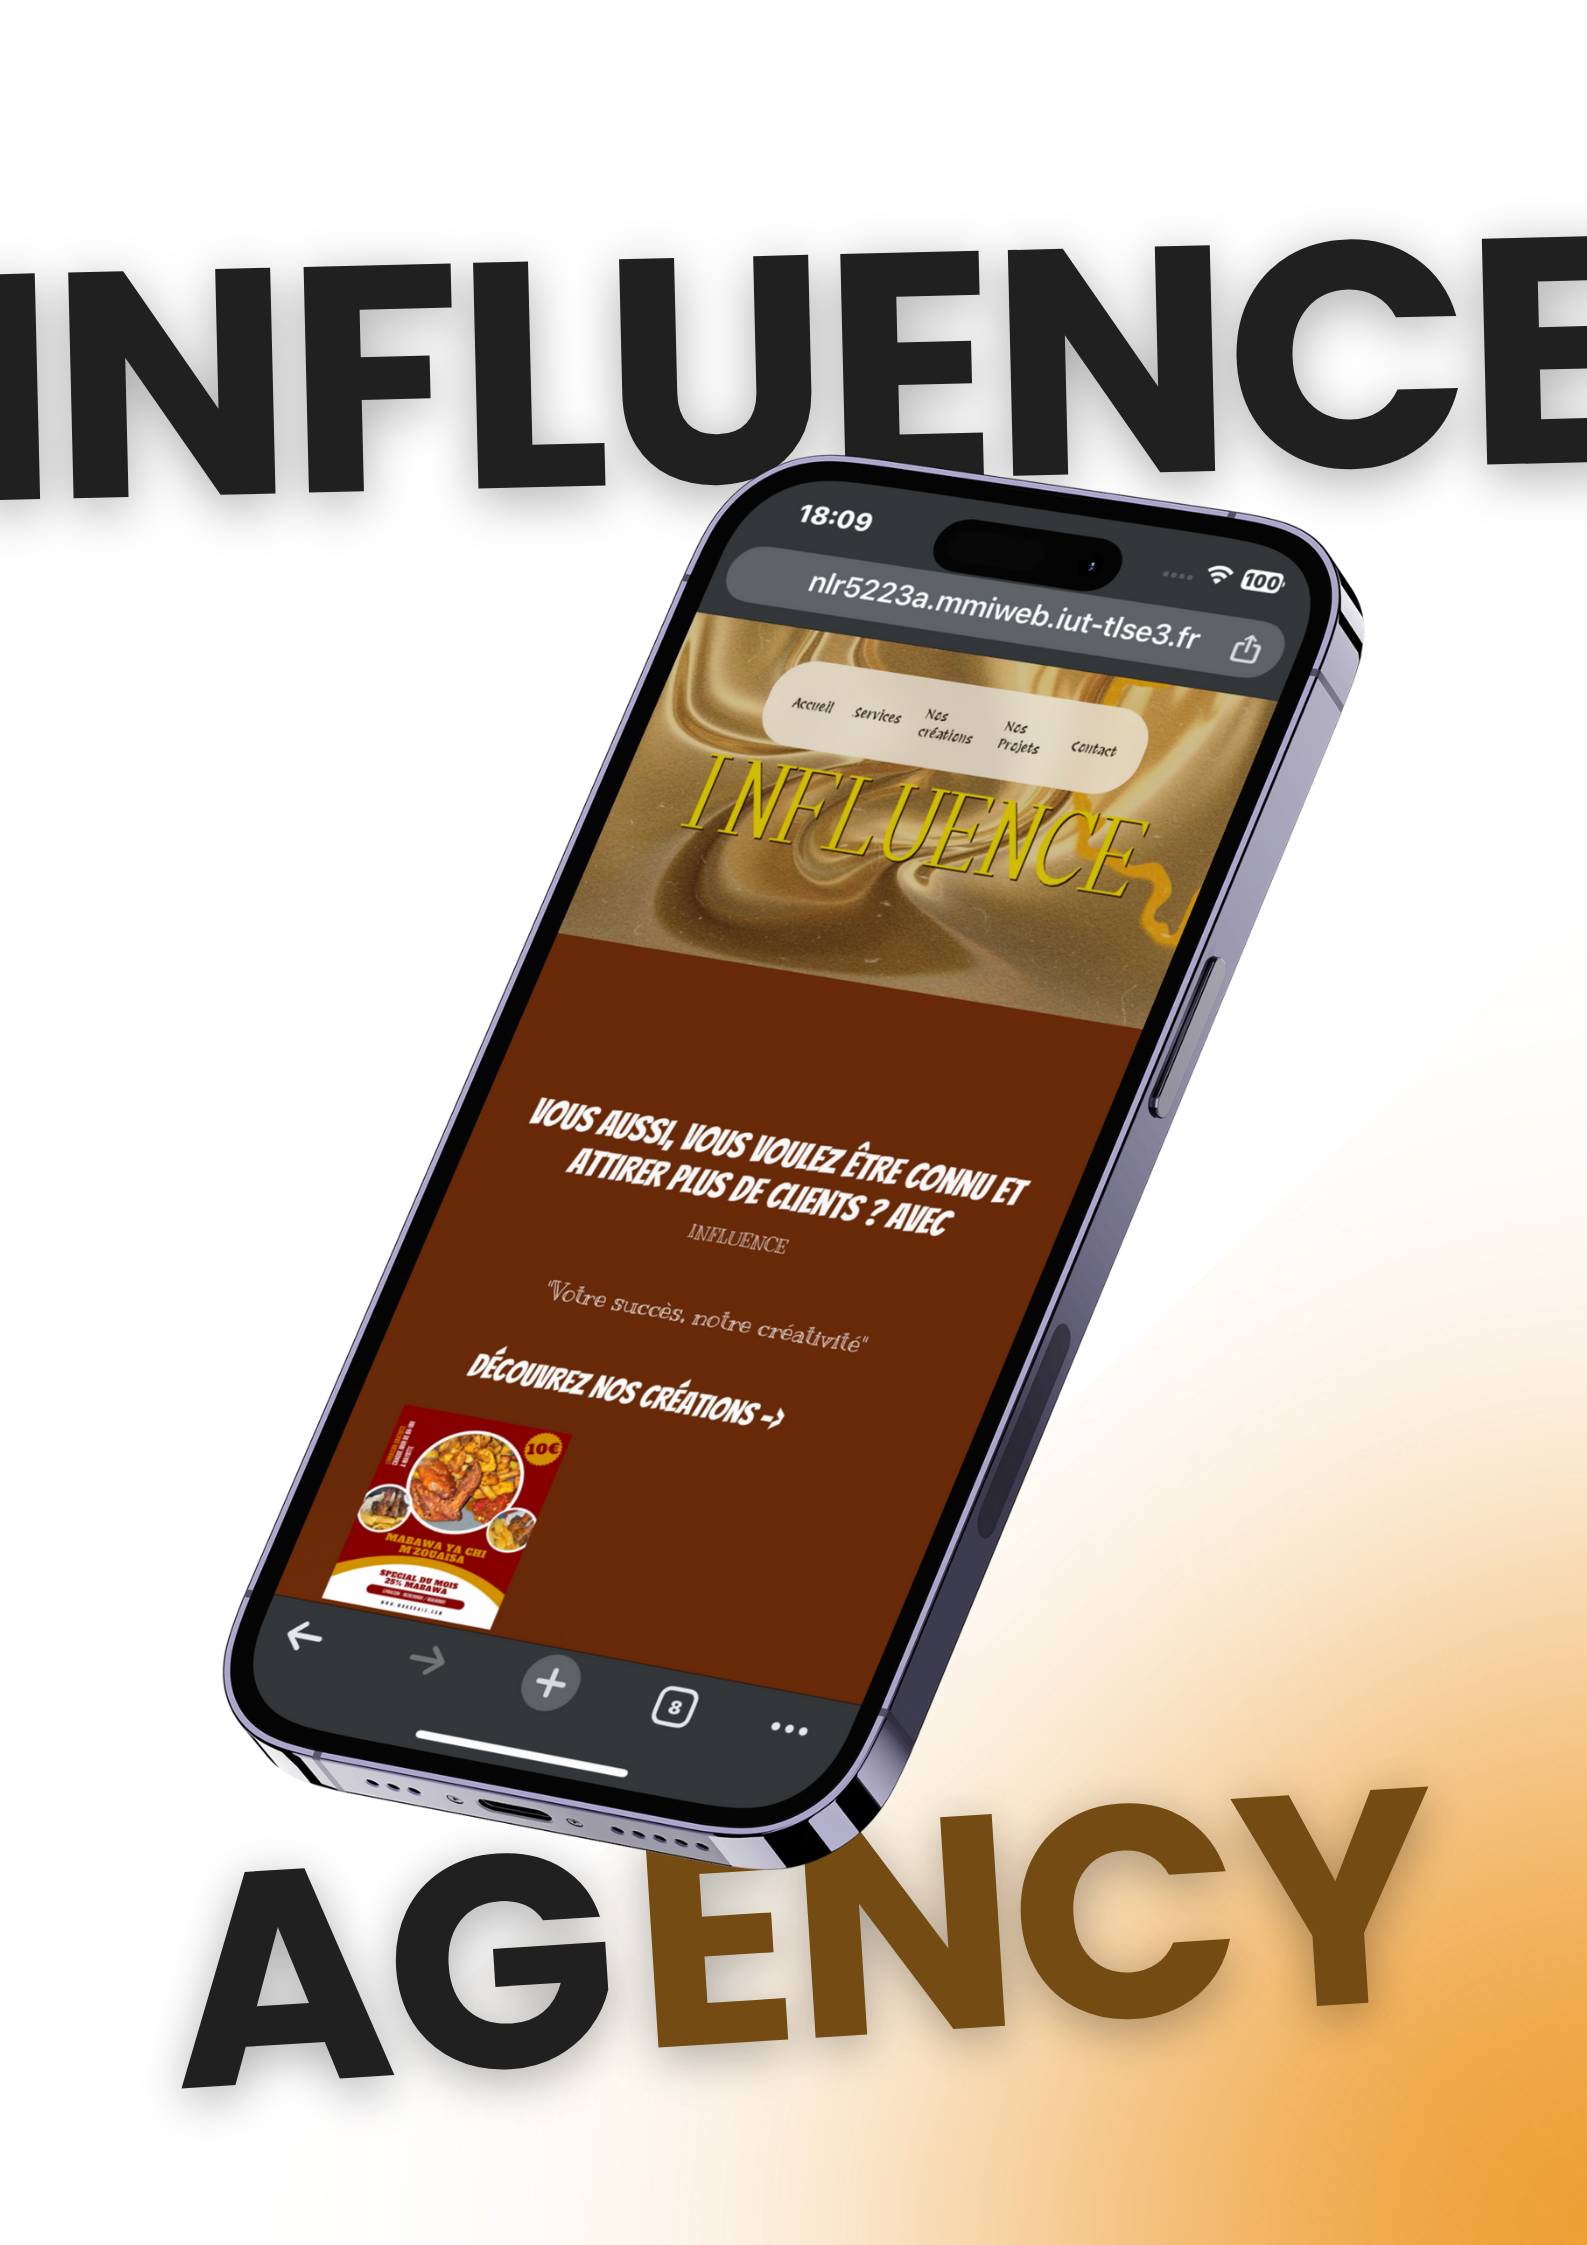 INFLUENCE
18:09
100
nlr5223a.mmiweb.iut-tlse3.fr
Accueil Services Nos créations Nos Projets Contact
INFLUENCE
VOUS AUSSI, VOUS VOULEZ ÊTRE CONNU ET
ATTIRER PLUS DE CLIENTS ? AVEC
INFLUENCE
"Votre succès, notre créativité"
DÉCOUVREZ NOS CRÉATIONS ->
10€
MABAWA YA CHI
M'ZOUAISA
SPECIAL DU MOIS
25% MABAWA
8
AGENCY